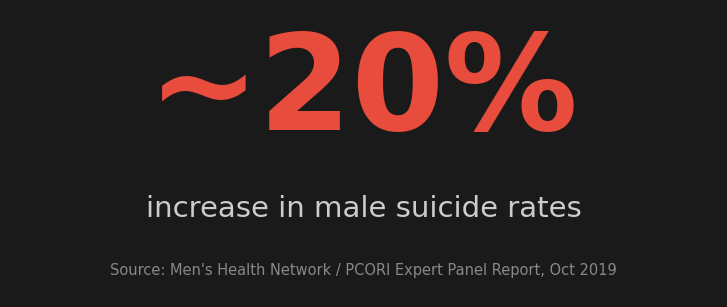 ~20%
increase in male suicide rates
Source: Men's Health Network / PCORI Expert Panel Report, Oct 2019